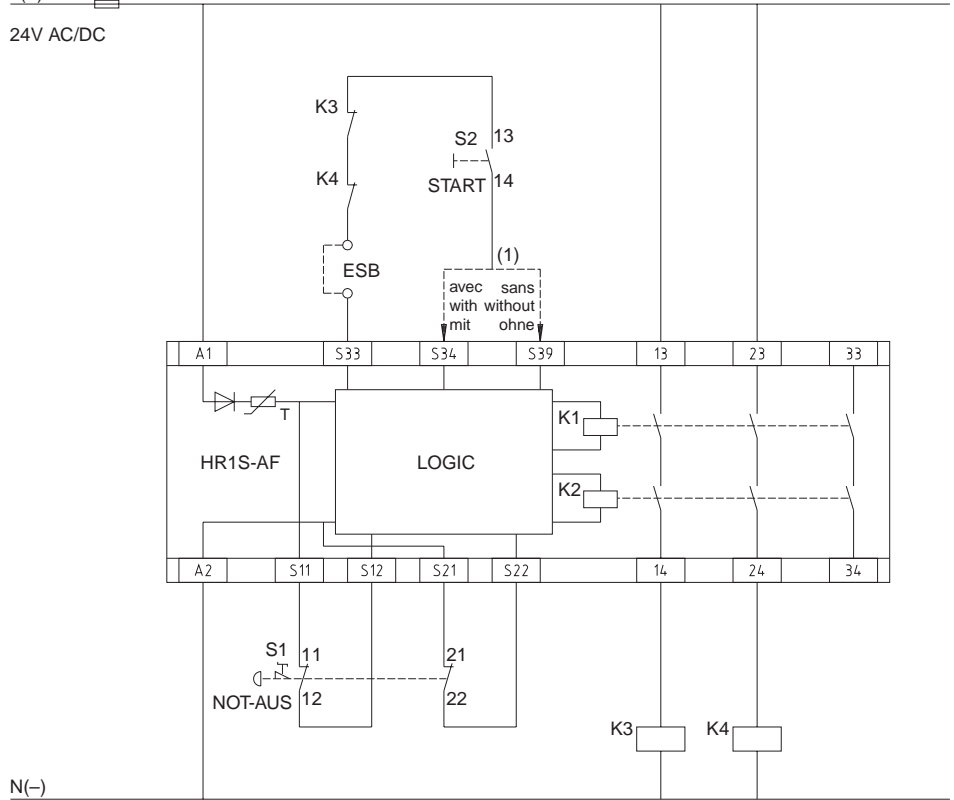 24V AC/DC
K3
S2 13
K4
START 14
(1)
ESB
avec sans
with without
mit ohne
A1 S33 S34 S39 13 23 33
T
K1
HR1S-AF LOGIC
K2
A2 S11 S12 S21 S22 14 24 34
S1 11 21
NOT-AUS 12 22
K3 K4
N(–)